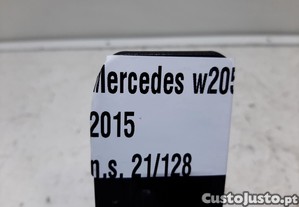 Mercedes w205
2015
n.s. 21/128
CustoJusto.pt